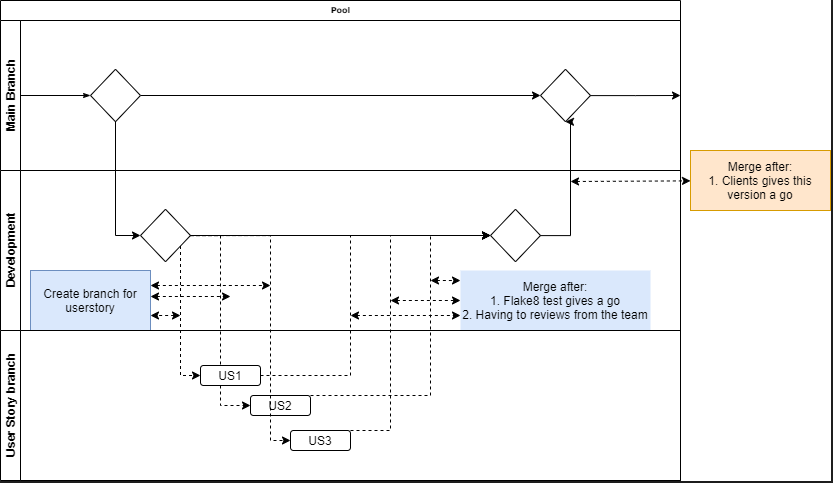 Pool
Main Branch
Merge after:
1. Clients gives this
version a go
Development
Create branch for
userstory
Merge after:
1. Flake8 test gives a go
2. Having to reviews from the team
User Story branch
US1
US2
US3